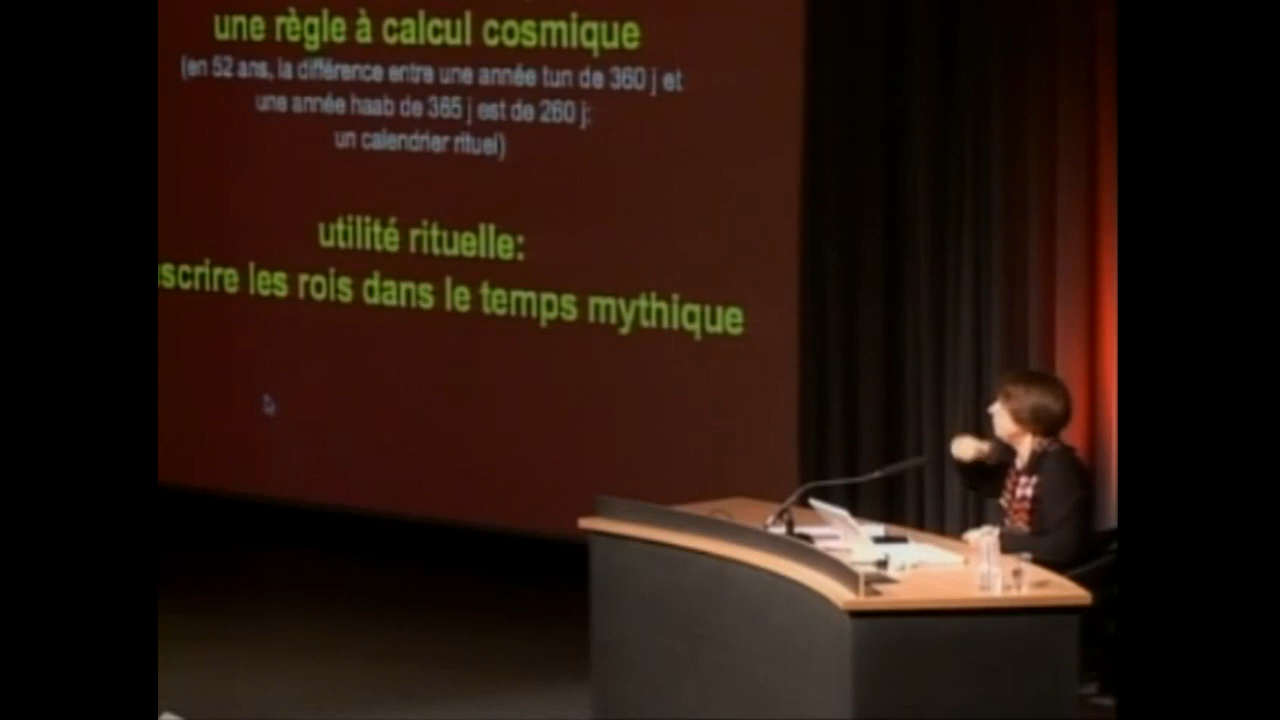 une règle à calcul cosmique
(en 52 ans, la différence entre une année tun de 360 j et
une année haab de 365 j est de 260 j:
un calendrier rituel)
utilité rituelle:
scrire les rois dans le temps mythique